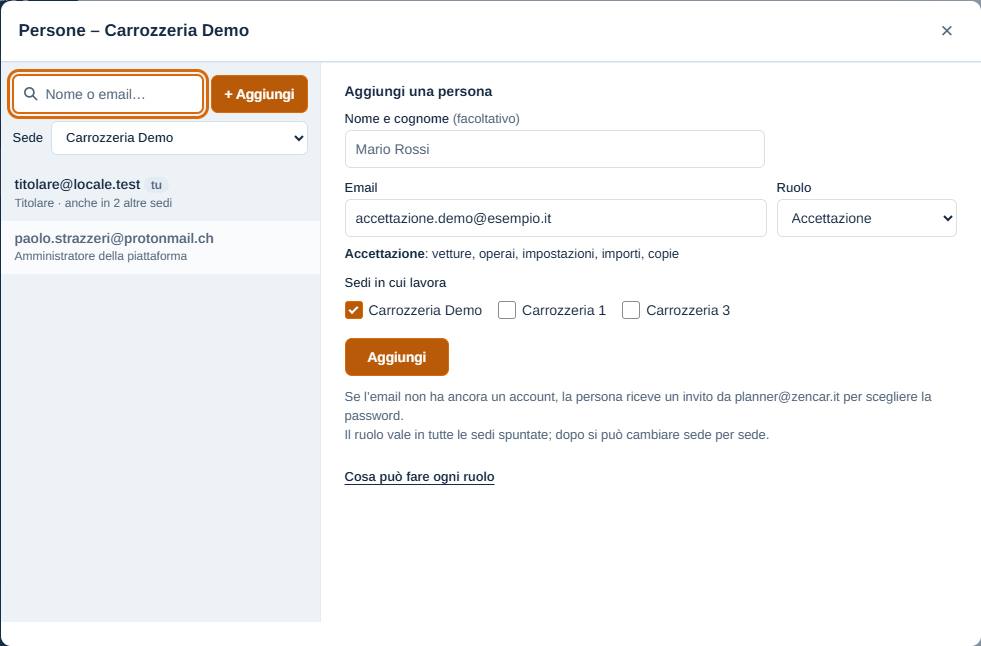 Persone – Carrozzeria Demo
×
Nome o email…
+ Aggiungi
Sede
Carrozzeria Demo
titolare@locale.test tu
Titolare · anche in 2 altre sedi
paolo.strazzeri@protonmail.ch
Amministratore della piattaforma
Aggiungi una persona
Nome e cognome (facoltativo)
Mario Rossi
Email
Ruolo
accettazione.demo@esempio.it
Accettazione
Accettazione: vetture, operai, impostazioni, importi, copie
Sedi in cui lavora
Carrozzeria Demo
Carrozzeria 1
Carrozzeria 3
Aggiungi
Se l'email non ha ancora un account, la persona riceve un invito da planner@zencar.it per scegliere la
password.
Il ruolo vale in tutte le sedi spuntate; dopo si può cambiare sede per sede.
Cosa può fare ogni ruolo